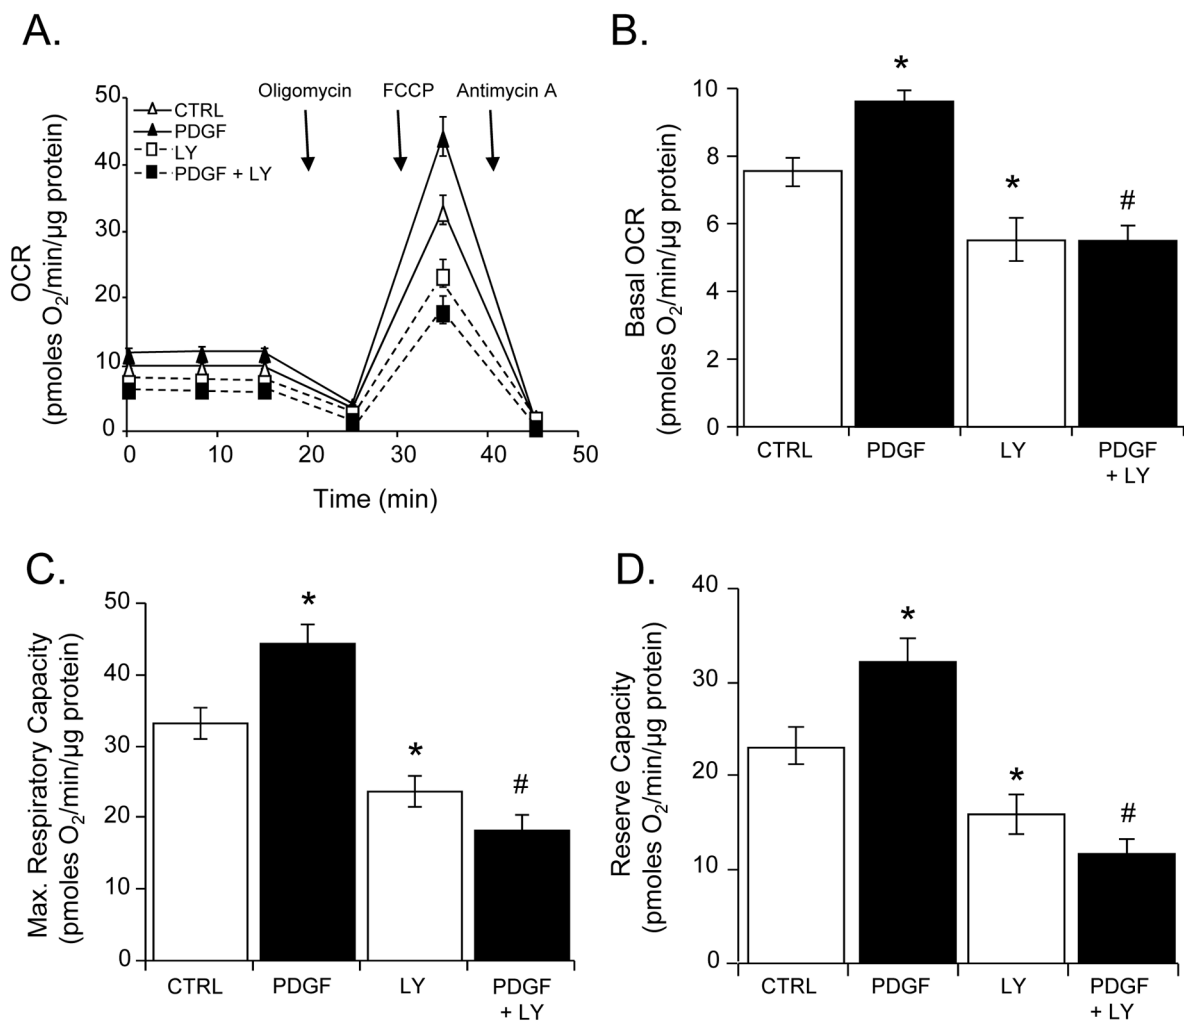 A.
50
40
30
20
10
0
OCR
(pmoles O₂/min/µg protein)
Oligomycin
FCCP
Antimycin A
CTRL
PDGF
LY
PDGF + LY
0
10
20
30
40
50
Time (min)
B.
10
8
6
4
2
0
Basal OCR
(pmoles O₂/min/µg protein)
*
*
#
CTRL
PDGF
LY
PDGF
+ LY
C.
50
40
30
20
10
0
Max. Respiratory Capacity
(pmoles O₂/min/µg protein)
*
*
#
CTRL
PDGF
LY
PDGF
+ LY
D.
40
30
20
10
0
Reserve Capacity
(pmoles O₂/min/µg protein)
*
*
#
CTRL
PDGF
LY
PDGF
+ LY